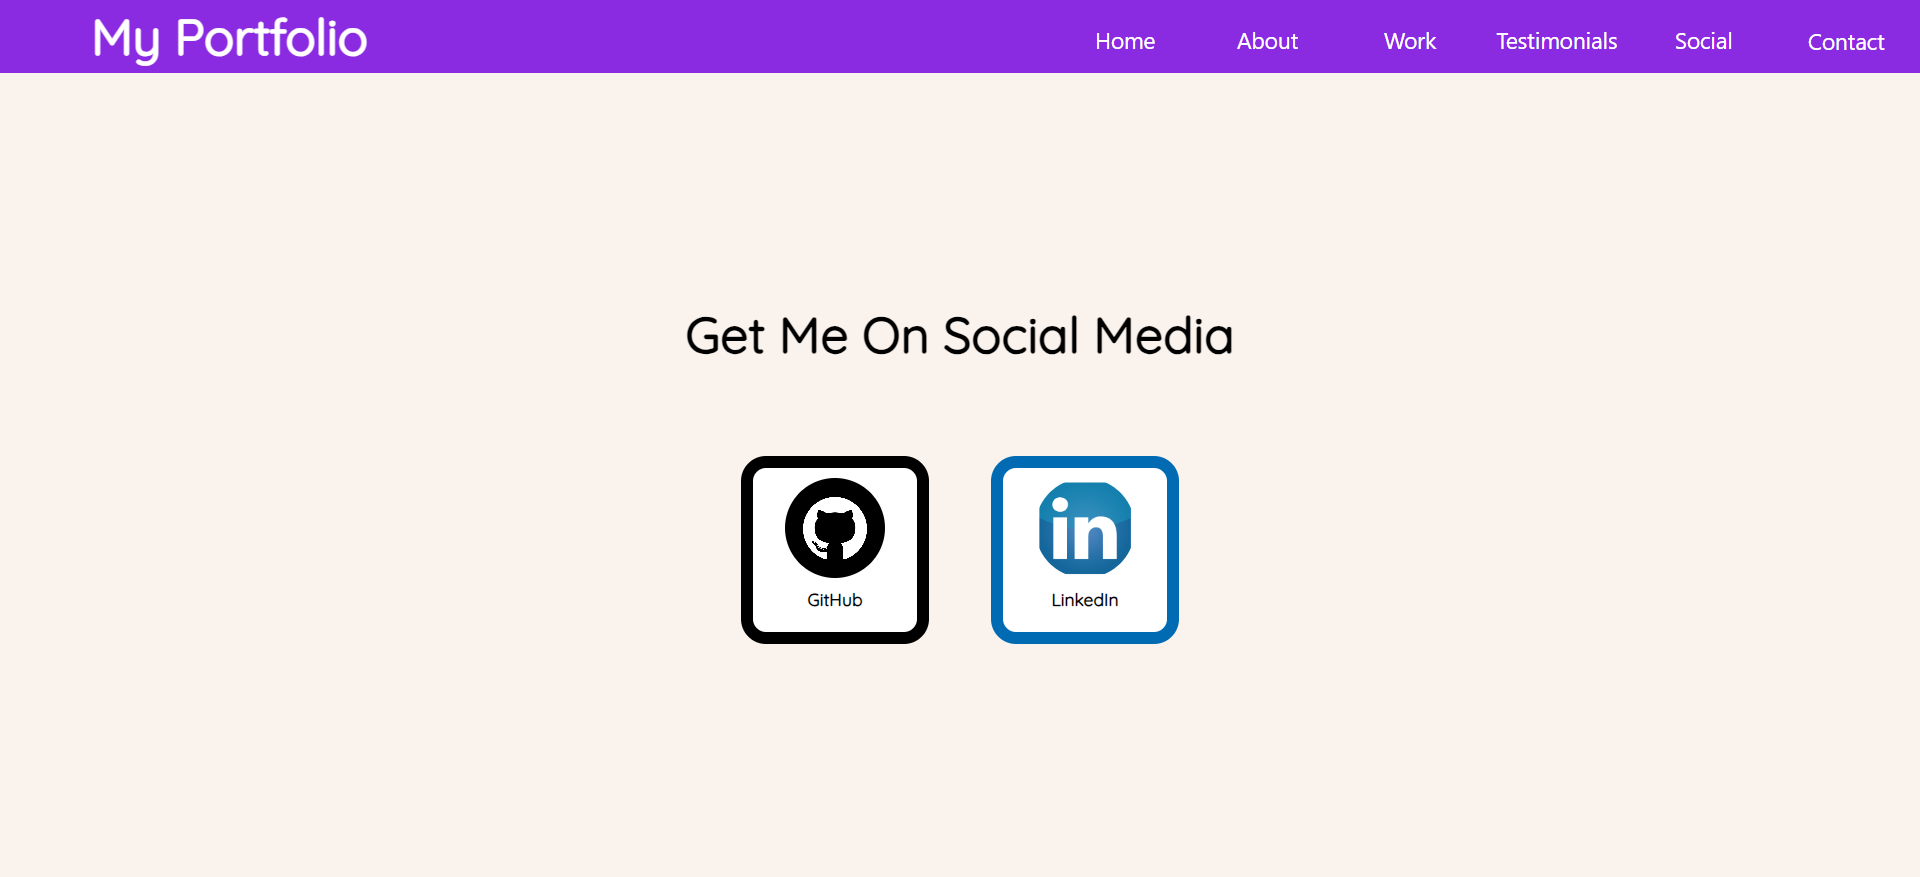 My Portfolio Home About Work Testimonials Social Contact
Get Me On Social Media
in
GitHub LinkedIn